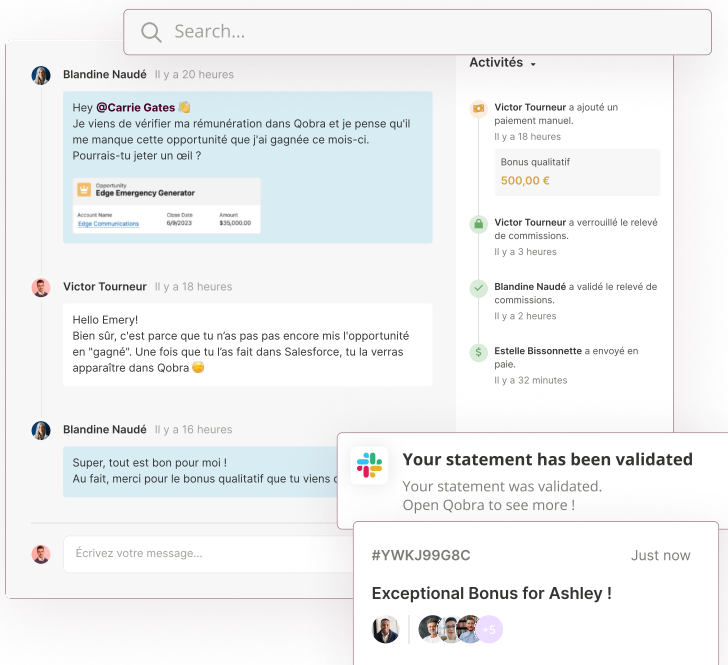 Search...
Blandine Naudé Il y a 20 heures
Hey @Carrie Gates 👋
Je viens de vérifier ma rémunération dans Qobra et je pense qu'il
me manque cette opportunité que j'ai gagnée ce mois-ci.
Pourrais-tu jeter un œil ?
Opportunity
Edge Emergency Generator
Account Name Close Date Amount
Edge Communications 6/9/2023 $35,000.00
Victor Tourneur Il y a 18 heures
Hello Emery!
Bien sûr, c'est parce que tu n'as pas pas encore mis l'opportunité
en "gagné". Une fois que tu l'as fait dans Salesforce, tu la verras
apparaître dans Qobra 😊
Blandine Naudé Il y a 16 heures
Super, tout est bon pour moi !
Au fait, merci pour le bonus qualitatif que tu viens
Écrivez votre message...
Activités
Victor Tourneur a ajouté un
paiement manuel.
Il y a 18 heures
Bonus qualitatif
500,00 €
Victor Tourneur a verrouillé le relevé
de commissions.
Il y a 3 heures
Blandine Naudé a validé le relevé de
commissions.
Il y a 2 heures
Estelle Bissonnette a envoyé en
paie.
Il y a 32 minutes
Your statement has been validated
Your statement was validated.
Open Qobra to see more !
#YWKJ99G8C Just now
Exceptional Bonus for Ashley !
+5